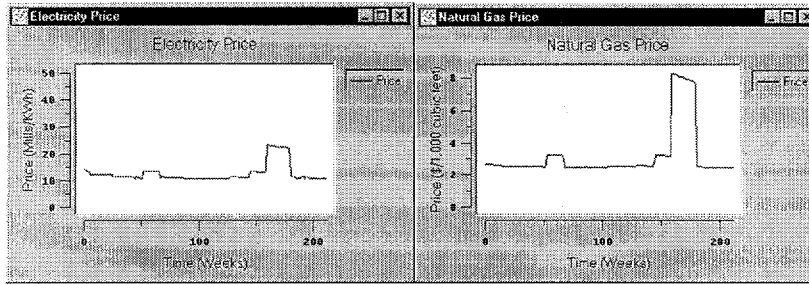 Electricity Price
Electricity Price
Price (Mills/KWh)
50
40
30
20
10
0
0
100
200
Time (Weeks)
Price
Natural Gas Price
Natural Gas Price
Price ($/1,000 cubic feet)
8
6
4
2
0
0
100
200
Time (Weeks)
Price